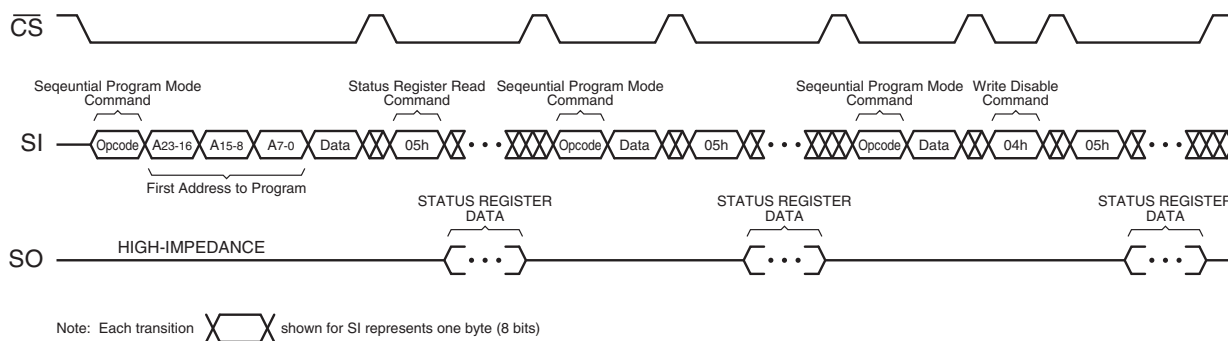 CS
Seqeuntial Program Mode
Command
Status Register Read
Command
Seqeuntial Program Mode
Command
Seqeuntial Program Mode
Command
Write Disable
Command
SI
Opcode A23-16 A15-8 A7-0 Data 05h Opcode Data 05h Opcode Data 04h 05h
First Address to Program
STATUS REGISTER
DATA
STATUS REGISTER
DATA
STATUS REGISTER
DATA
SO
HIGH-IMPEDANCE
Note: Each transition shown for SI represents one byte (8 bits)